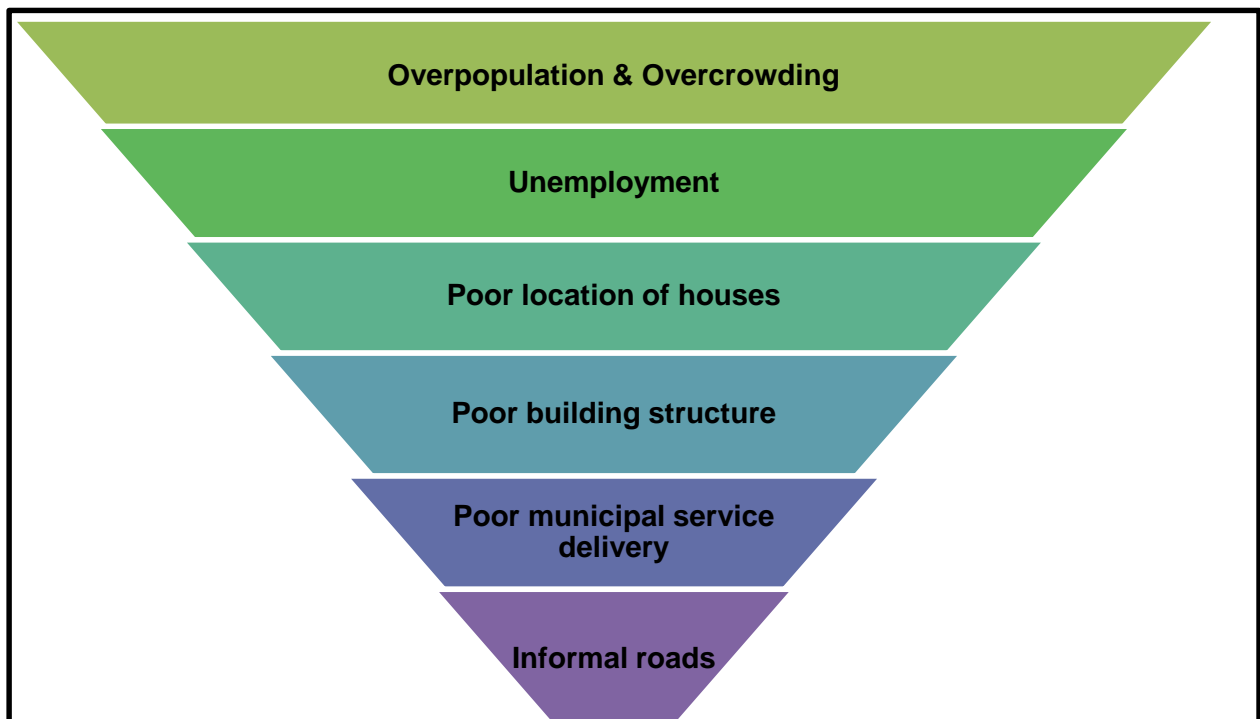 Overpopulation & Overcrowding
Unemployment
Poor location of houses
Poor building structure
Poor municipal service
delivery
Informal roads